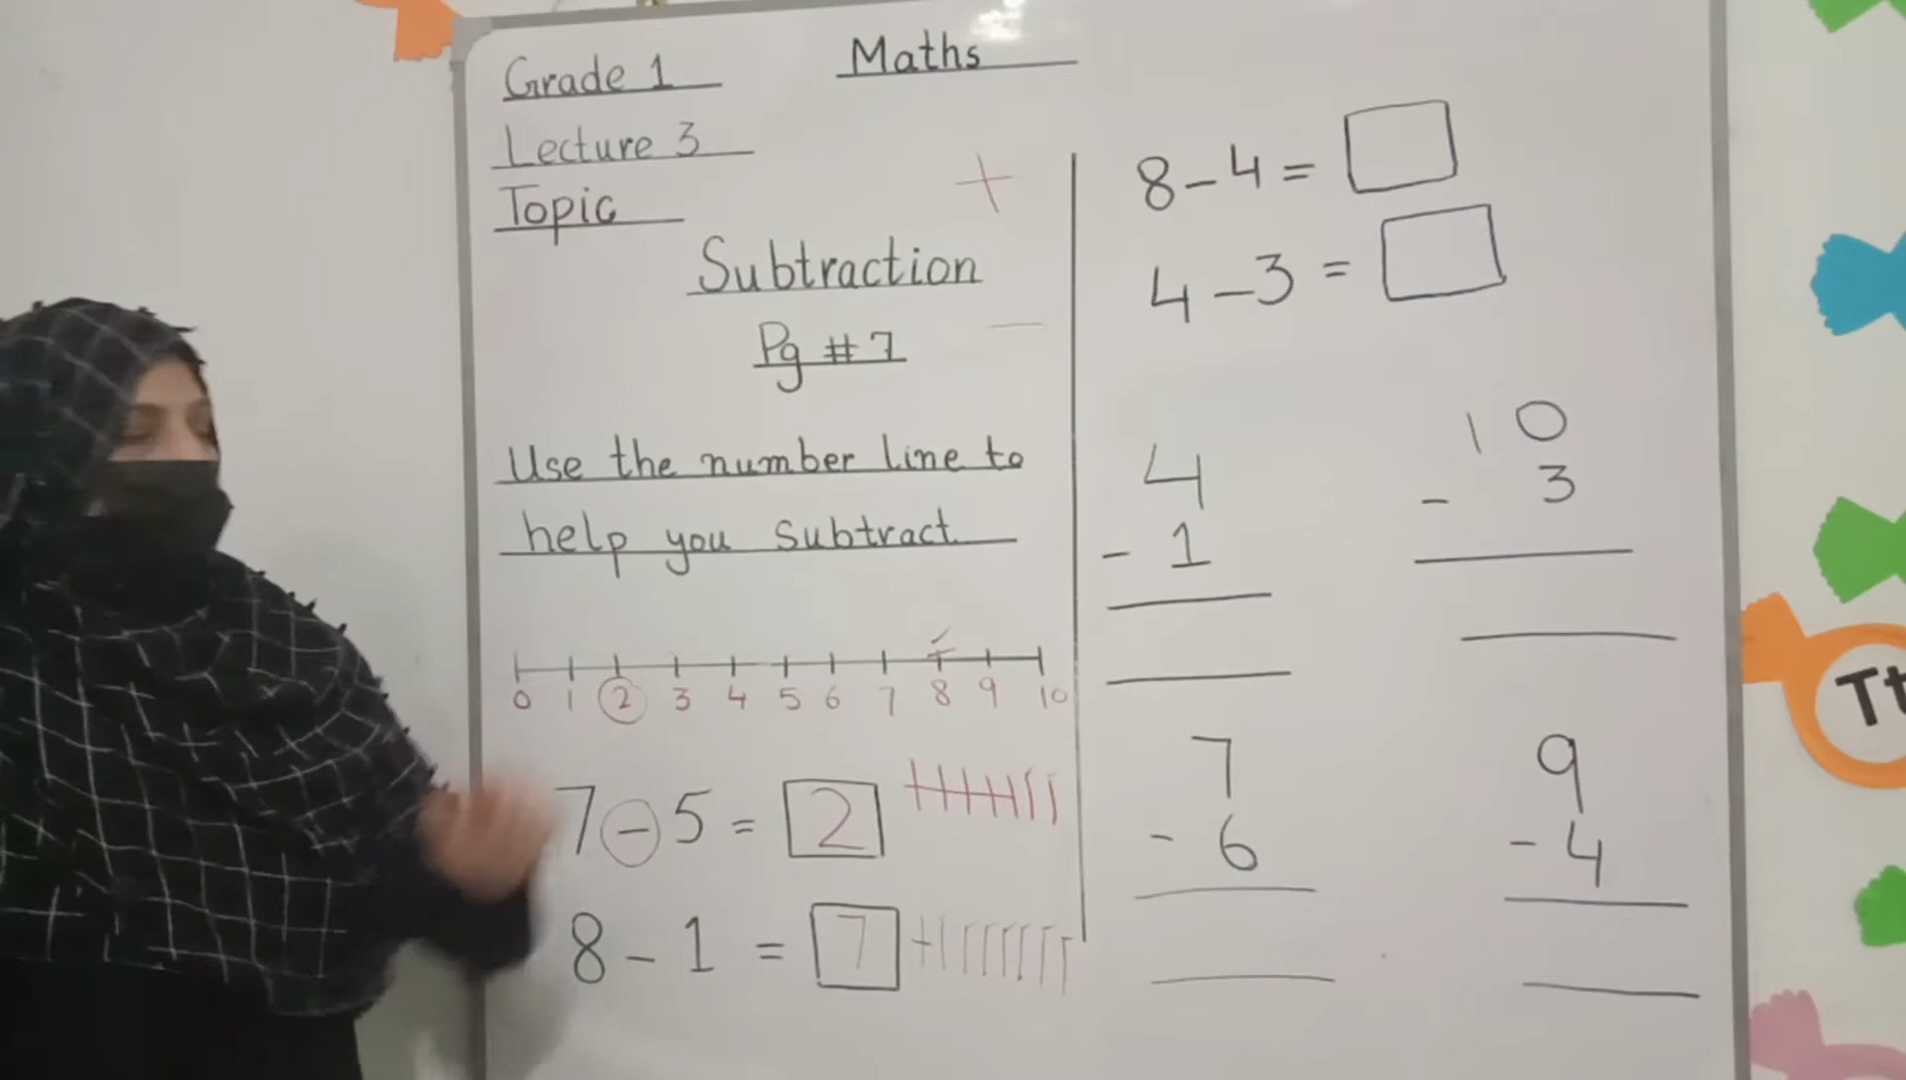 Grade 1
Maths
Lecture 3
Topic
+
Subtraction
—
Pg # 7
Use the number line to
help you subtract
0 1 2 3 4 5 6 7 8 9 10
7 - 5 = 2
8 - 1 = 7
8 - 4 =
4 - 3 =
4
- 1
10
- 3
7
- 6
9
- 4
Tt